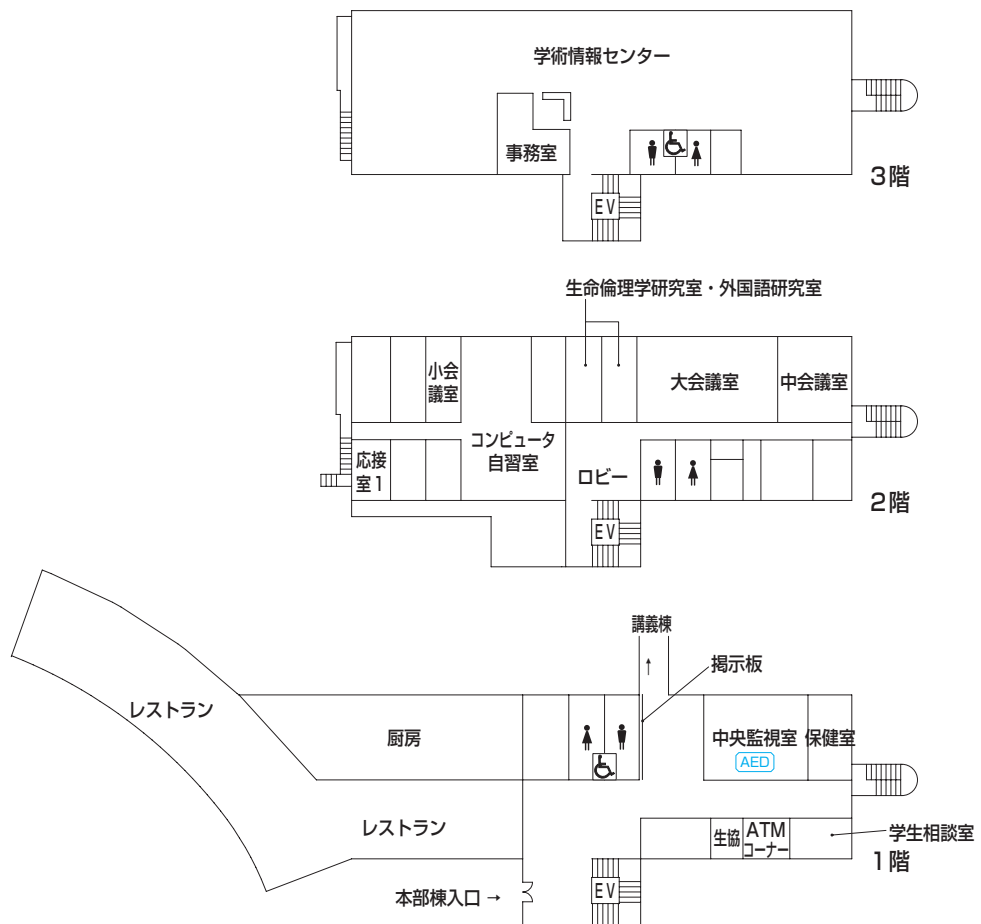 学術情報センター
事務室
EV
3階
生命倫理学研究室・外国語研究室
小会
議室
大会議室
中会議室
コンピュータ
自習室
応接
室1
ロビー
EV
2階
講義棟
↑
掲示板
レストラン
厨房
中央監視室
保健室
AED
レストラン
生協
ATM
コーナー
学生相談室
1階
本部棟入口 →
EV